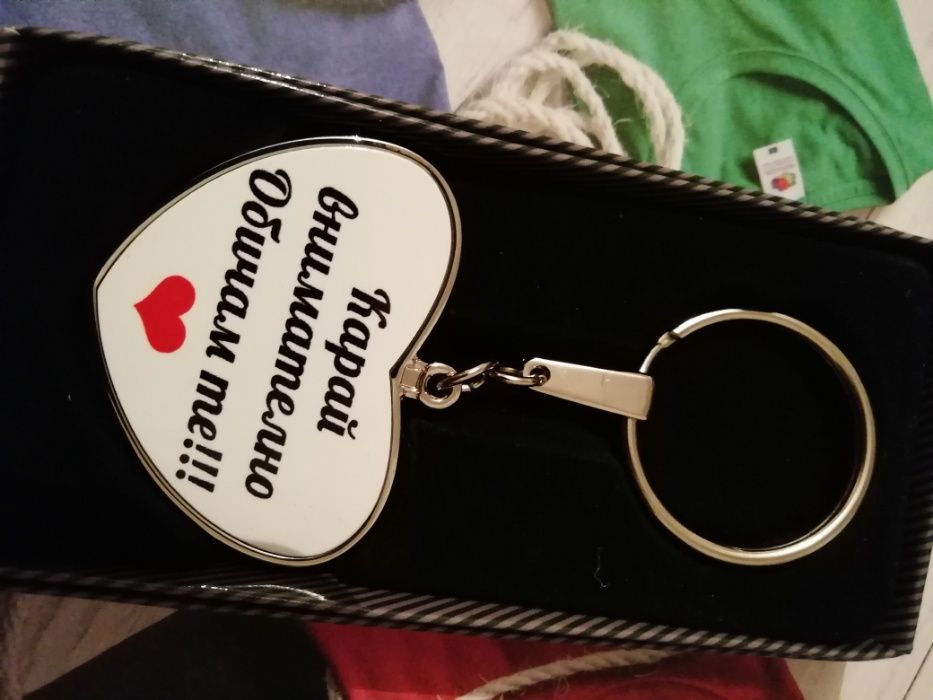 Карай
внимателно
Обичам те!!!